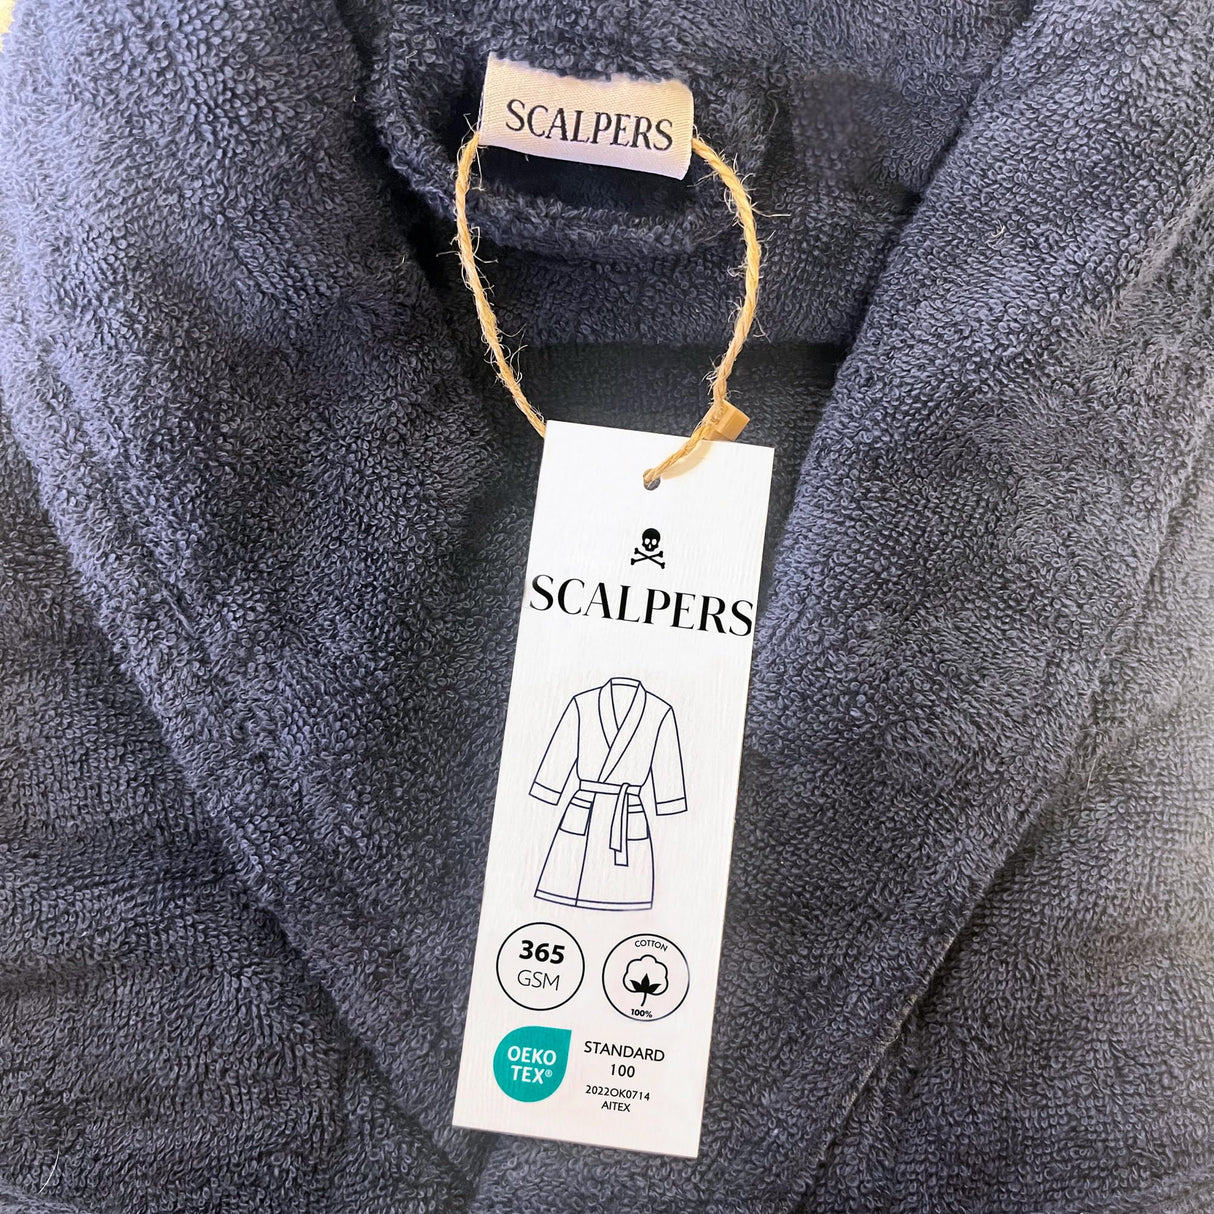 SCALPERS
SCALPERS
365
GSM
COTTON
100%
OEKO
TEX®
STANDARD
100
2022OK0714
AITEX